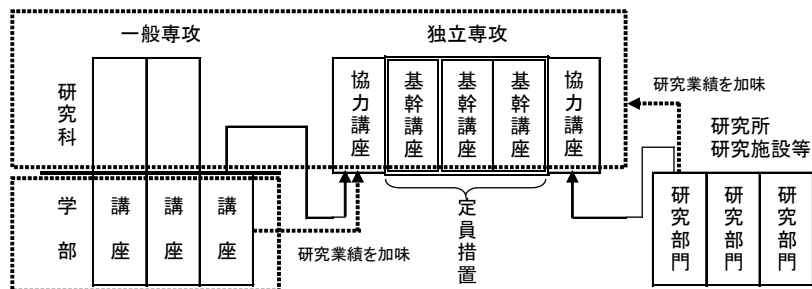 一般専攻
独立専攻
研究科
協力講座
基幹講座
基幹講座
基幹講座
協力講座
研究業績を加味
研究所
研究施設等
学部
講座
講座
講座
研究業績を加味
定員措置
研究部門
研究部門
研究部門